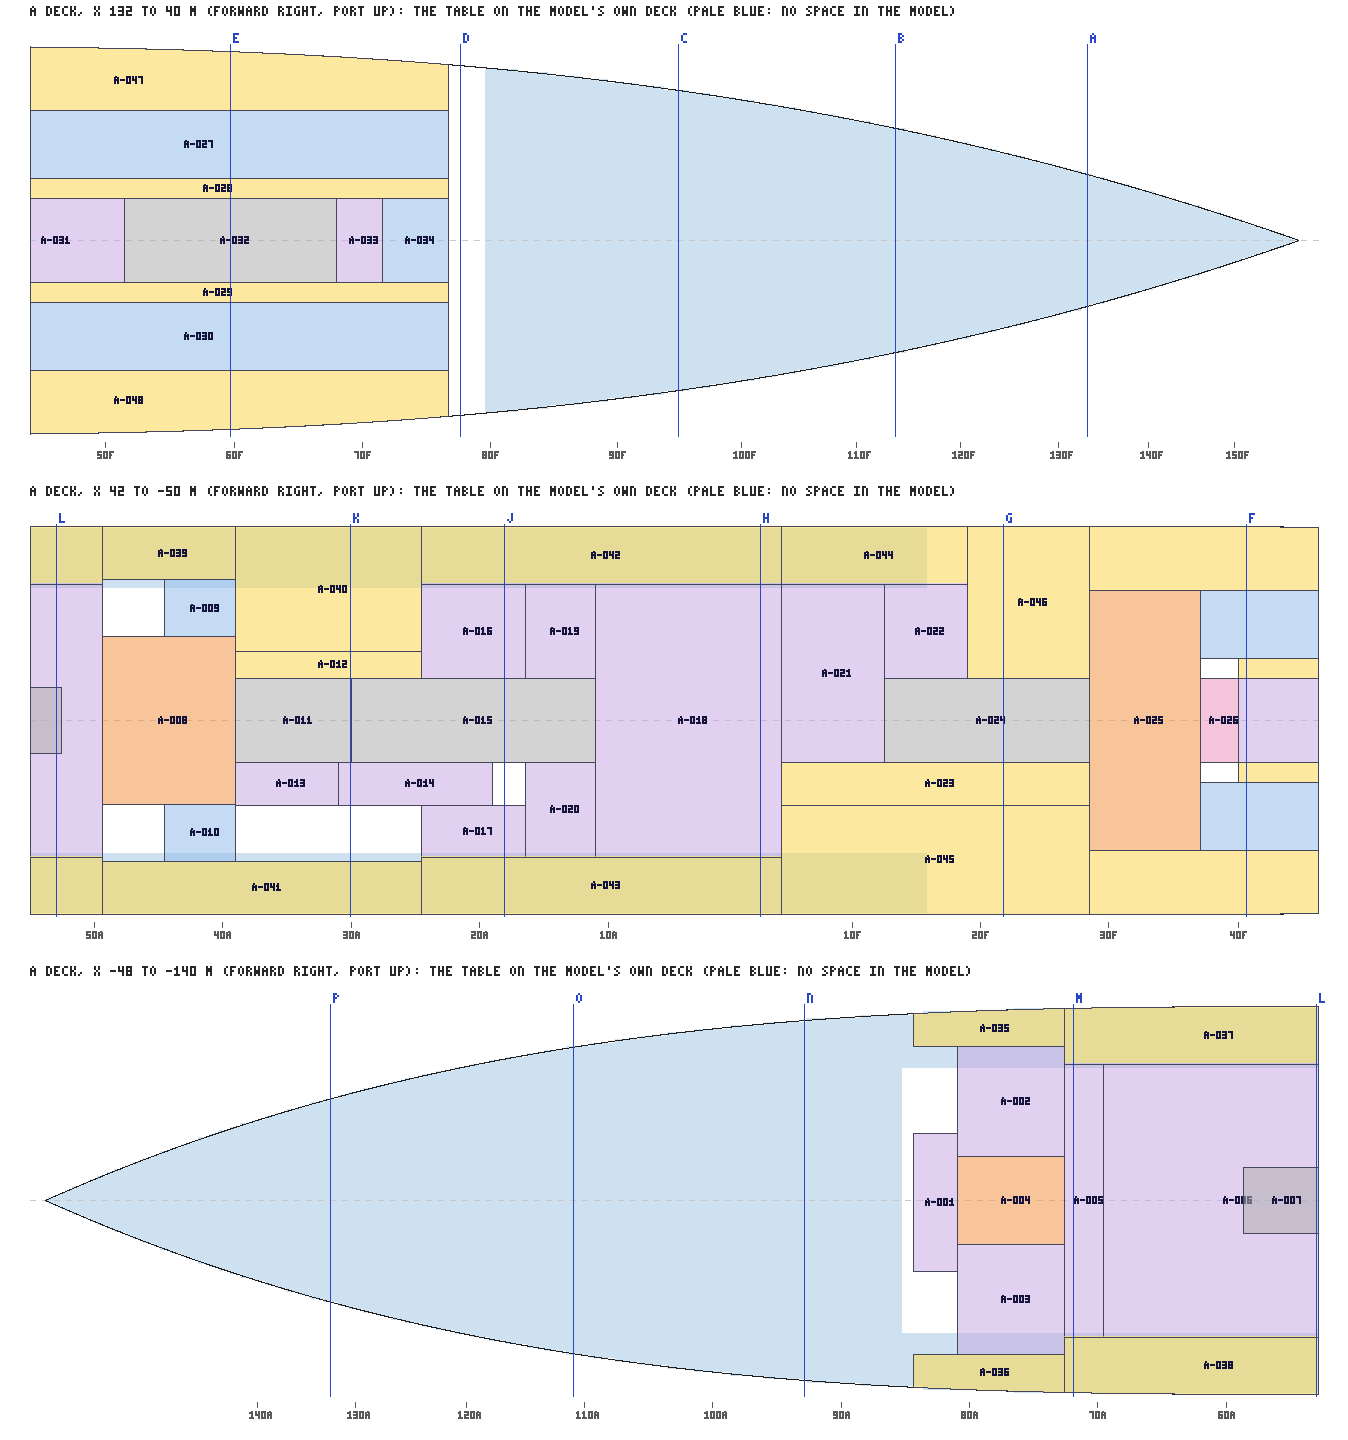 A DECK, X 132 TO 40 M (FORWARD RIGHT, PORT UP): THE TABLE ON THE MODEL'S OWN DECK (PALE BLUE: NO SPACE IN THE MODEL)
E D C B A
A-047
A-027
A-028
A-031 A-032 A-033 A-034
A-029
A-030
A-048
50F 60F 70F 80F 90F 100F 110F 120F 130F 140F 150F
A DECK, X 42 TO -50 M (FORWARD RIGHT, PORT UP): THE TABLE ON THE MODEL'S OWN DECK (PALE BLUE: NO SPACE IN THE MODEL)
L K J H G F
A-039 A-042 A-044
A-040
A-009 A-046
A-016 A-019 A-022
A-012
A-021
A-008 A-011 A-015 A-018 A-024 A-025 A-026
A-013 A-014 A-023
A-020
A-010 A-017
A-045
A-041 A-043
50A 40A 30A 20A 10A 10F 20F 30F 40F
A DECK, X -48 TO -140 M (FORWARD RIGHT, PORT UP): THE TABLE ON THE MODEL'S OWN DECK (PALE BLUE: NO SPACE IN THE MODEL)
P O N M L
A-035 A-037
A-002
A-001 A-004 A-005 A-006 A-007
A-003
A-036 A-038
140A 130A 120A 110A 100A 90A 80A 70A 60A